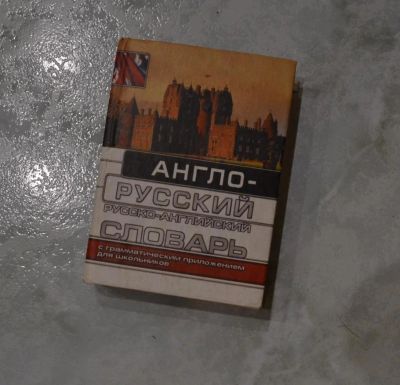 АНГЛО-
РУССКИЙ
РУССКО-АНГЛИЙСКИЙ
СЛОВАРЬ
с грамматическим приложением
для школьников